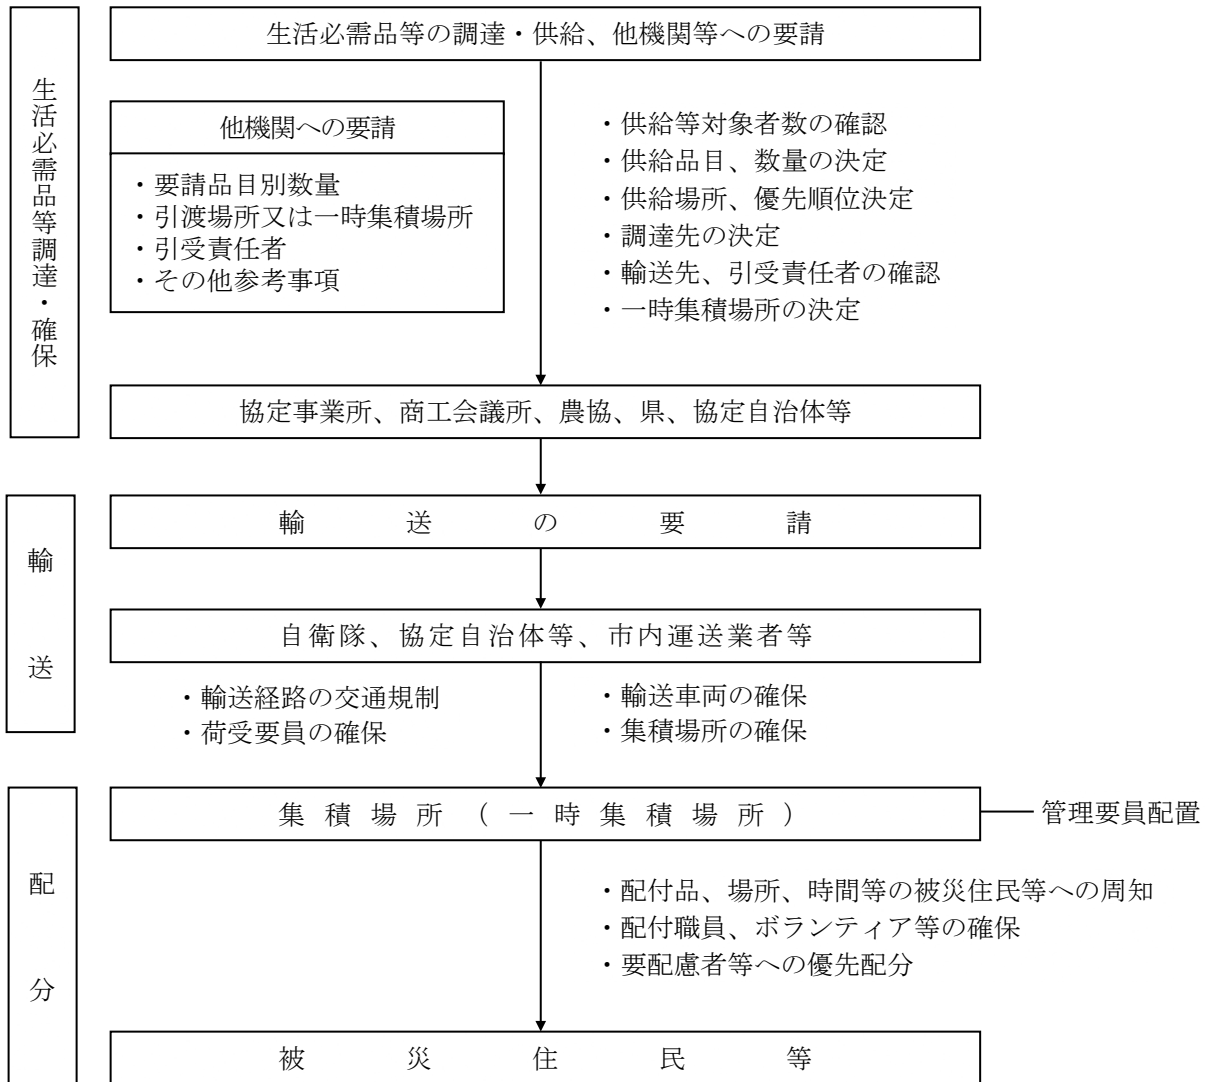 生活必需品等調達・確保
生活必需品等の調達・供給、他機関等への要請
他機関への要請
・要請品目別数量
・引渡場所又は一時集積場所
・引受責任者
・その他参考事項
・供給等対象者数の確認
・供給品目、数量の決定
・供給場所、優先順位決定
・調達先の決定
・輸送先、引受責任者の確認
・一時集積場所の決定
協定事業所、商工会議所、農協、県、協定自治体等
輸送
輸送の要請
自衛隊、協定自治体等、市内運送業者等
・輸送経路の交通規制
・荷受要員の確保
・輸送車両の確保
・集積場所の確保
配分
集積場所（一時集積場所）
管理要員配置
・配付品、場所、時間等の被災住民等への周知
・配付職員、ボランティア等の確保
・要配慮者等への優先配分
被災住民等